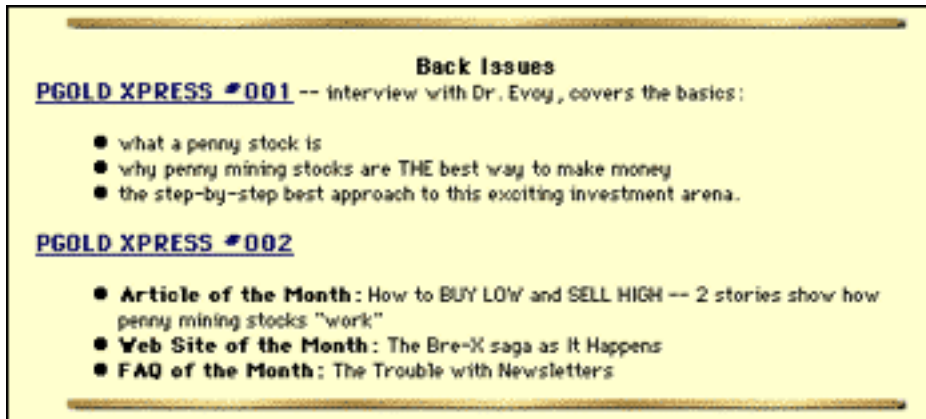 Back Issues
PGOLD XPRESS #001 -- interview with Dr. Evoy, covers the basics:
• what a penny stock is
• why penny mining stocks are THE best way to make money
• the step-by-step best approach to this exciting investment arena.
PGOLD XPRESS #002
• Article of the Month: How to BUY LOW and SELL HIGH -- 2 stories show how
penny mining stocks "work"
• Web Site of the Month: The Bre-X saga as It Happens
• FAQ of the Month: The Trouble with Newsletters